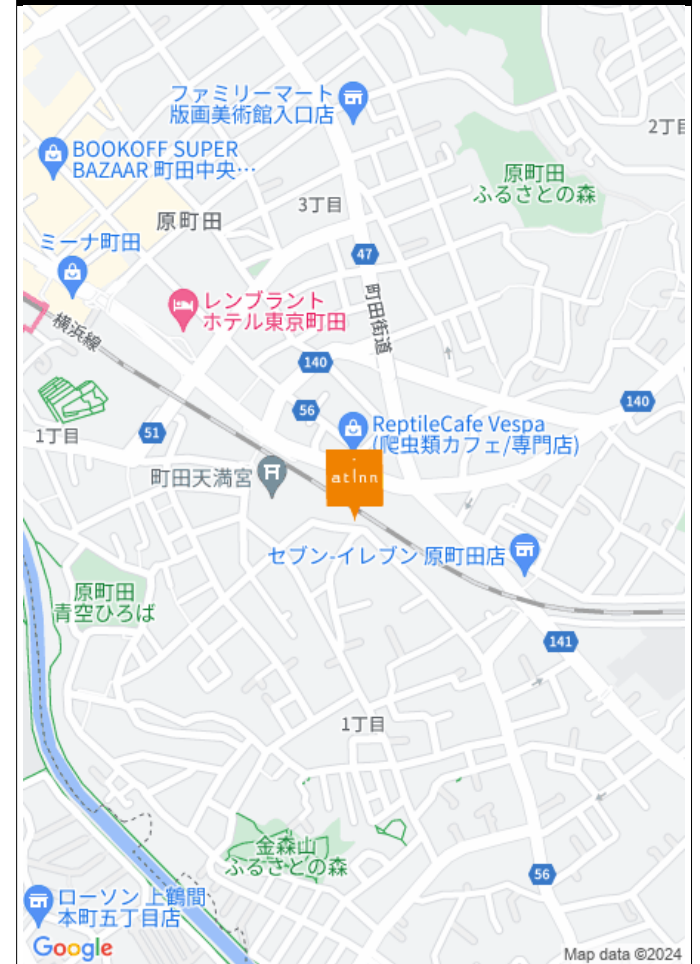 ファミリーマート
版画美術館入口店
2丁目
BOOKOFF SUPER
BAZAAR 町田中央…
原町田
ふるさとの森
3丁目
原町田
ミーナ町田
47
レンブラント
ホテル東京町田
町田街道
横浜線
140
140
56
ReptileCafe Vespa
(爬虫類カフェ/専門店)
51
1丁目
町田天満宮
at Inn
セブン-イレブン 原町田店
原町田
青空ひろば
141
1丁目
金森山
ふるさとの森
56
ローソン 上鶴間
本町五丁目店
Google
Map data ©2024